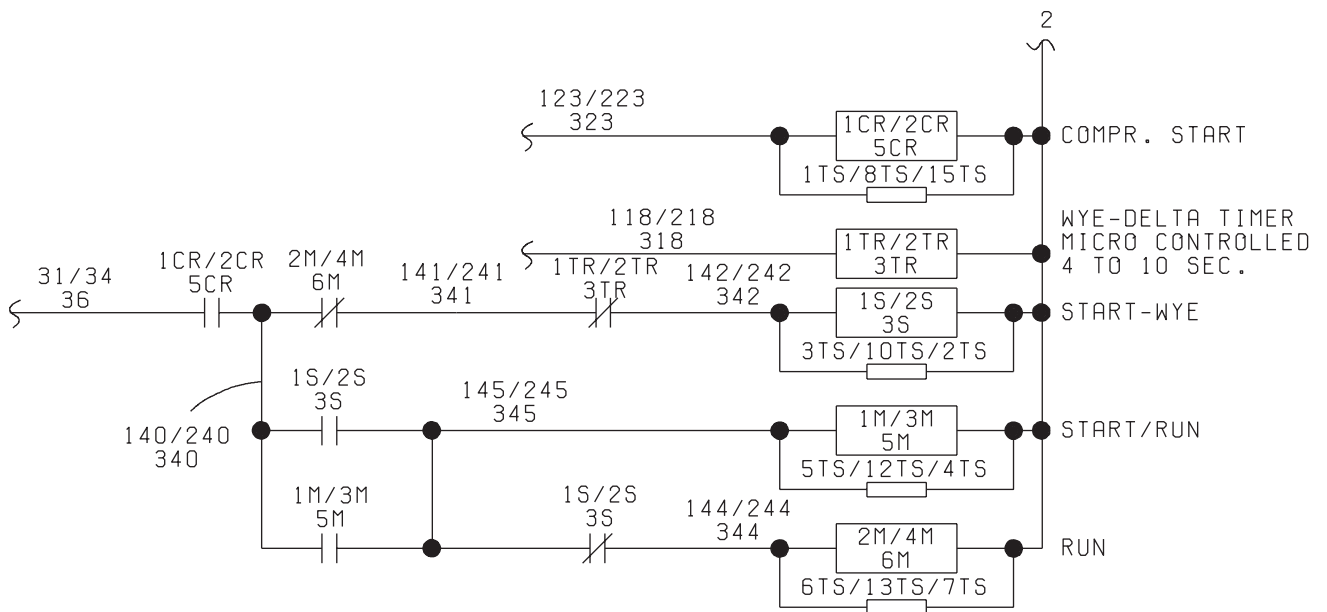 2
123/223
323
1CR/2CR
5CR
COMPR. START
1TS/8TS/15TS
118/218
318
1TR/2TR
3TR
WYE-DELTA TIMER
MICRO CONTROLLED
4 TO 10 SEC.
31/34
36
1CR/2CR
5CR
2M/4M
6M
141/241
341
1TR/2TR
3TR
142/242
342
1S/2S
3S
START-WYE
3TS/10TS/2TS
140/240
340
1S/2S
3S
145/245
345
1M/3M
5M
START/RUN
5TS/12TS/4TS
1M/3M
5M
1S/2S
3S
144/244
344
2M/4M
6M
RUN
6TS/13TS/7TS